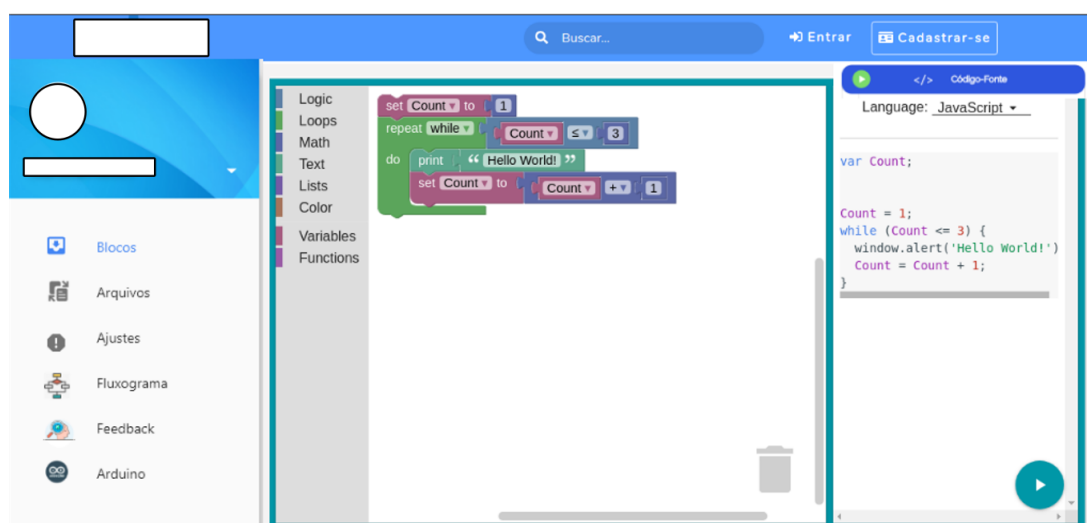 Buscar...
Entrar
Cadastrar-se
Blocos
Arquivos
Ajustes
Fluxograma
Feedback
Arduino
Logic
Loops
Math
Text
Lists
Color
Variables
Functions
set Count to 1
repeat while Count ≤ 3
do print “ Hello World! ”
set Count to Count + 1
</> Código-Fonte
Language: JavaScript
var Count;
Count = 1;
while (Count <= 3) {
window.alert('Hello World!')
Count = Count + 1;
}